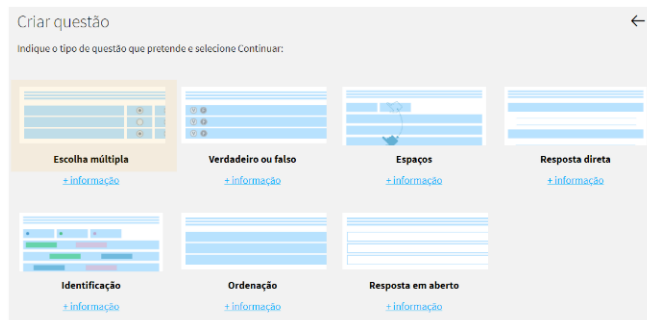 Criar questão
Indique o tipo de questão que pretende e selecione Continuar:
Escolha múltipla
Verdadeiro ou falso
Espaços
Resposta direta
+ informação
+ informação
+ informação
+ informação
Identificação
Ordenação
Resposta em aberto
+ informação
+ informação
+ informação